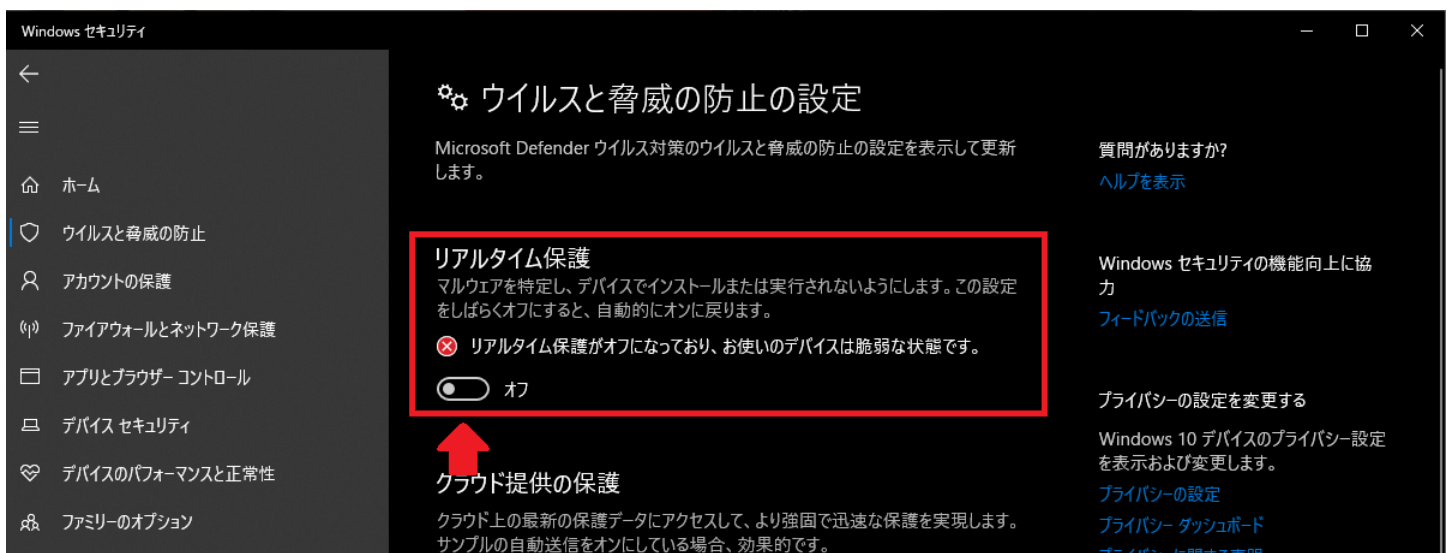 Windows セキュリティ
ホーム
ウイルスと脅威の防止
アカウントの保護
ファイアウォールとネットワーク保護
アプリとブラウザー コントロール
デバイス セキュリティ
デバイスのパフォーマンスと正常性
ファミリーのオプション
ウイルスと脅威の防止の設定
Microsoft Defender ウイルス対策のウイルスと脅威の防止の設定を表示して更新
します。
リアルタイム保護
マルウェアを特定し、デバイスでインストールまたは実行されないようにします。この設定
をしばらくオフにすると、自動的にオンに戻ります。
リアルタイム保護がオフになっており、お使いのデバイスは脆弱な状態です。
オフ
クラウド提供の保護
クラウド上の最新の保護データにアクセスして、より強固で迅速な保護を実現します。
サンプルの自動送信をオンにしている場合、効果的です。
質問がありますか?
ヘルプを表示
Windows セキュリティの機能向上に協
力
フィードバックの送信
プライバシーの設定を変更する
Windows 10 デバイスのプライバシー設定
を表示および変更します。
プライバシーの設定
プライバシー ダッシュボード